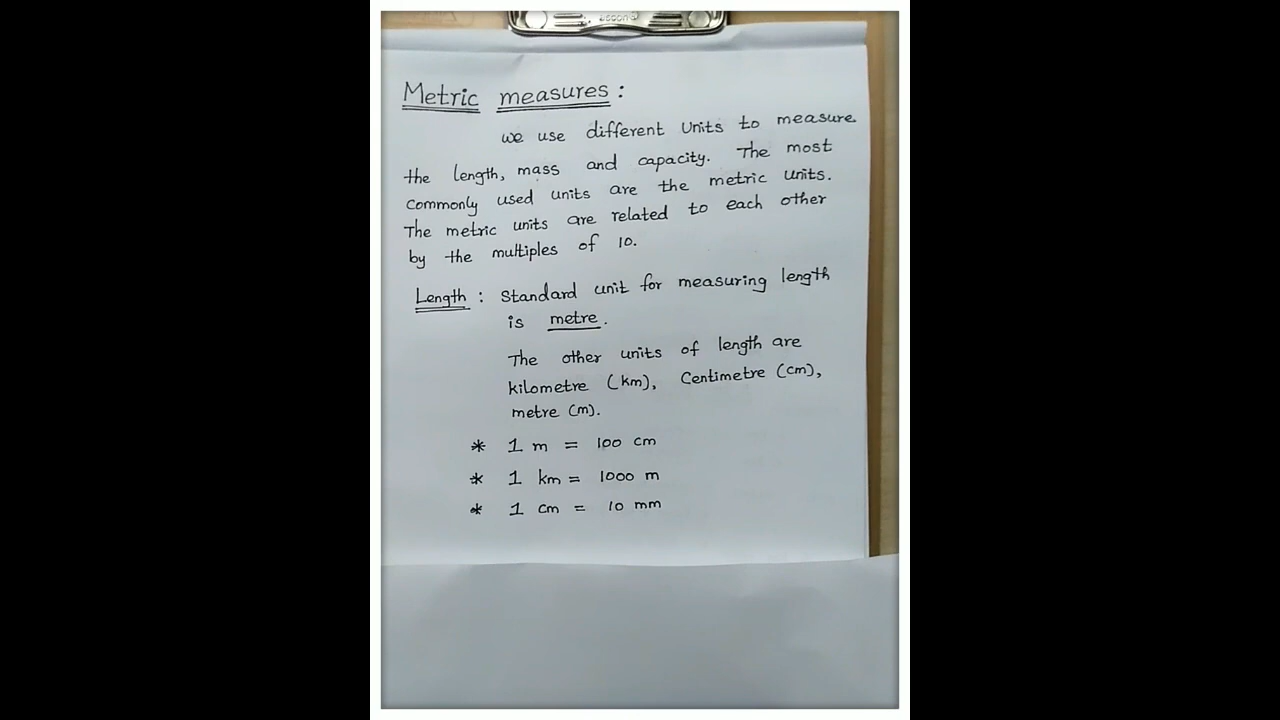 Metric measures :
we use different Units to measure
the length, mass and capacity. The most
commonly used units are the metric units.
The metric units are related to each other
by the multiples of 10.
Length : Standard unit for measuring length
is metre.
The other units of length are
kilometre (km), Centimetre (cm),
metre (m).
* 1 m = 100 cm
* 1 km = 1000 m
* 1 cm = 10 mm